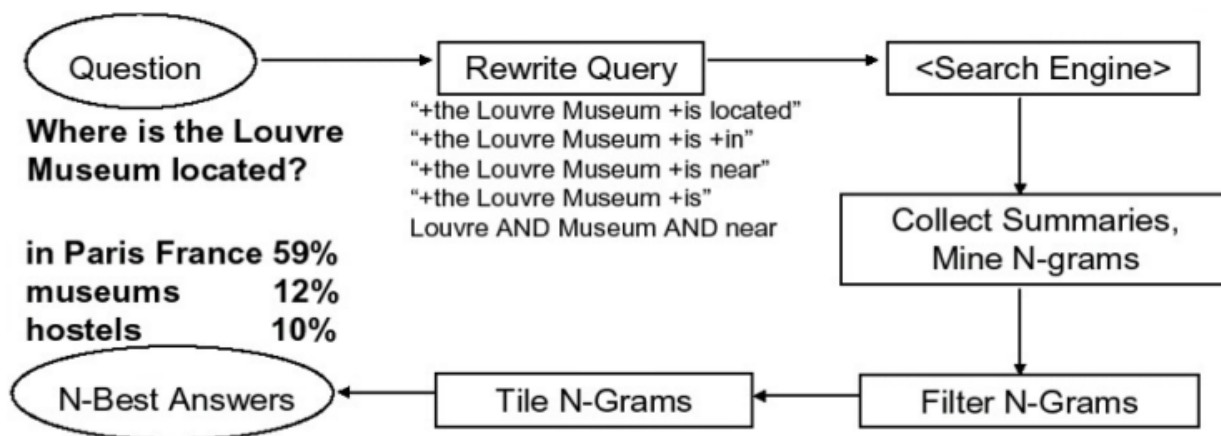 Question
Rewrite Query
<Search Engine>
Where is the Louvre
Museum located?
“+the Louvre Museum +is located”
“+the Louvre Museum +is +in”
“+the Louvre Museum +is near”
“+the Louvre Museum +is”
Louvre AND Museum AND near
Collect Summaries,
Mine N-grams
in Paris France 59%
museums 12%
hostels 10%
N-Best Answers
Tile N-Grams
Filter N-Grams